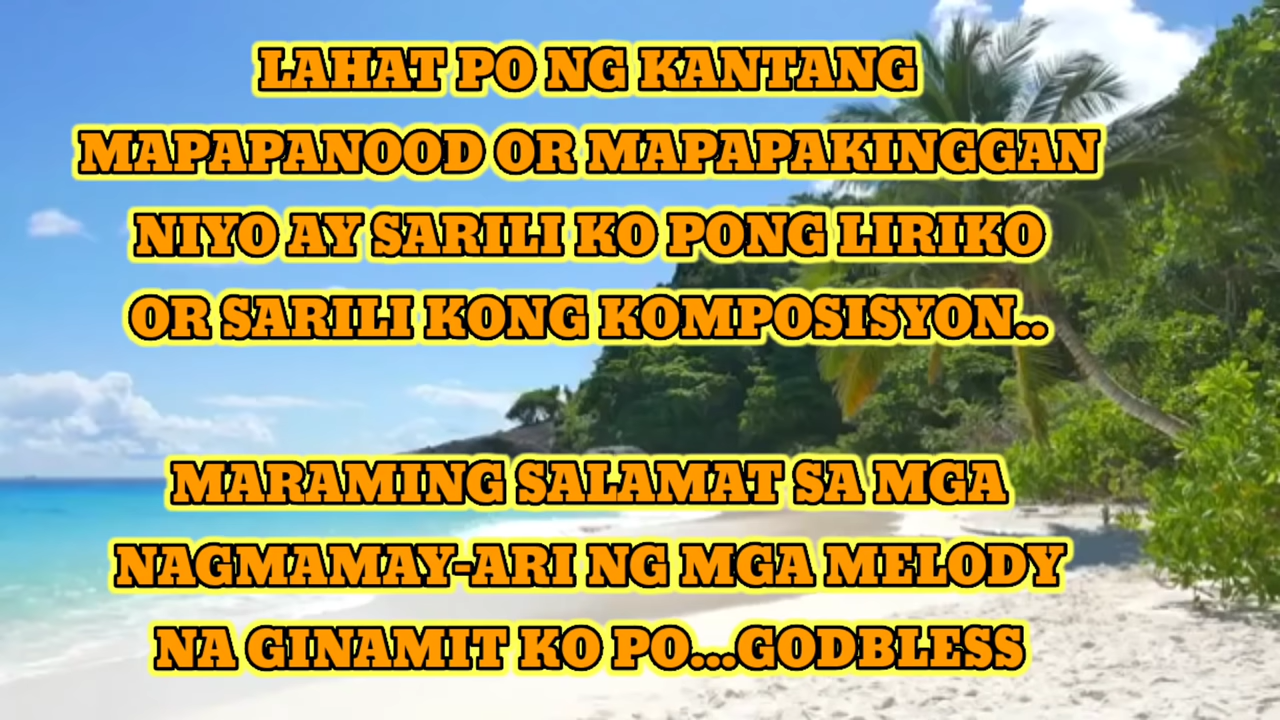 LAHAT PO NG KANTANG
MAPAPANOOD OR MAPAPAKINGGAN
NIYO AY SARILI KO PONG LIRIKO
OR SARILI KONG KOMPOSISYON..
MARAMING SALAMAT SA MGA
NAGMAMAY-ARI NG MGA MELODY
NA GINAMIT KO PO...GODBLESS